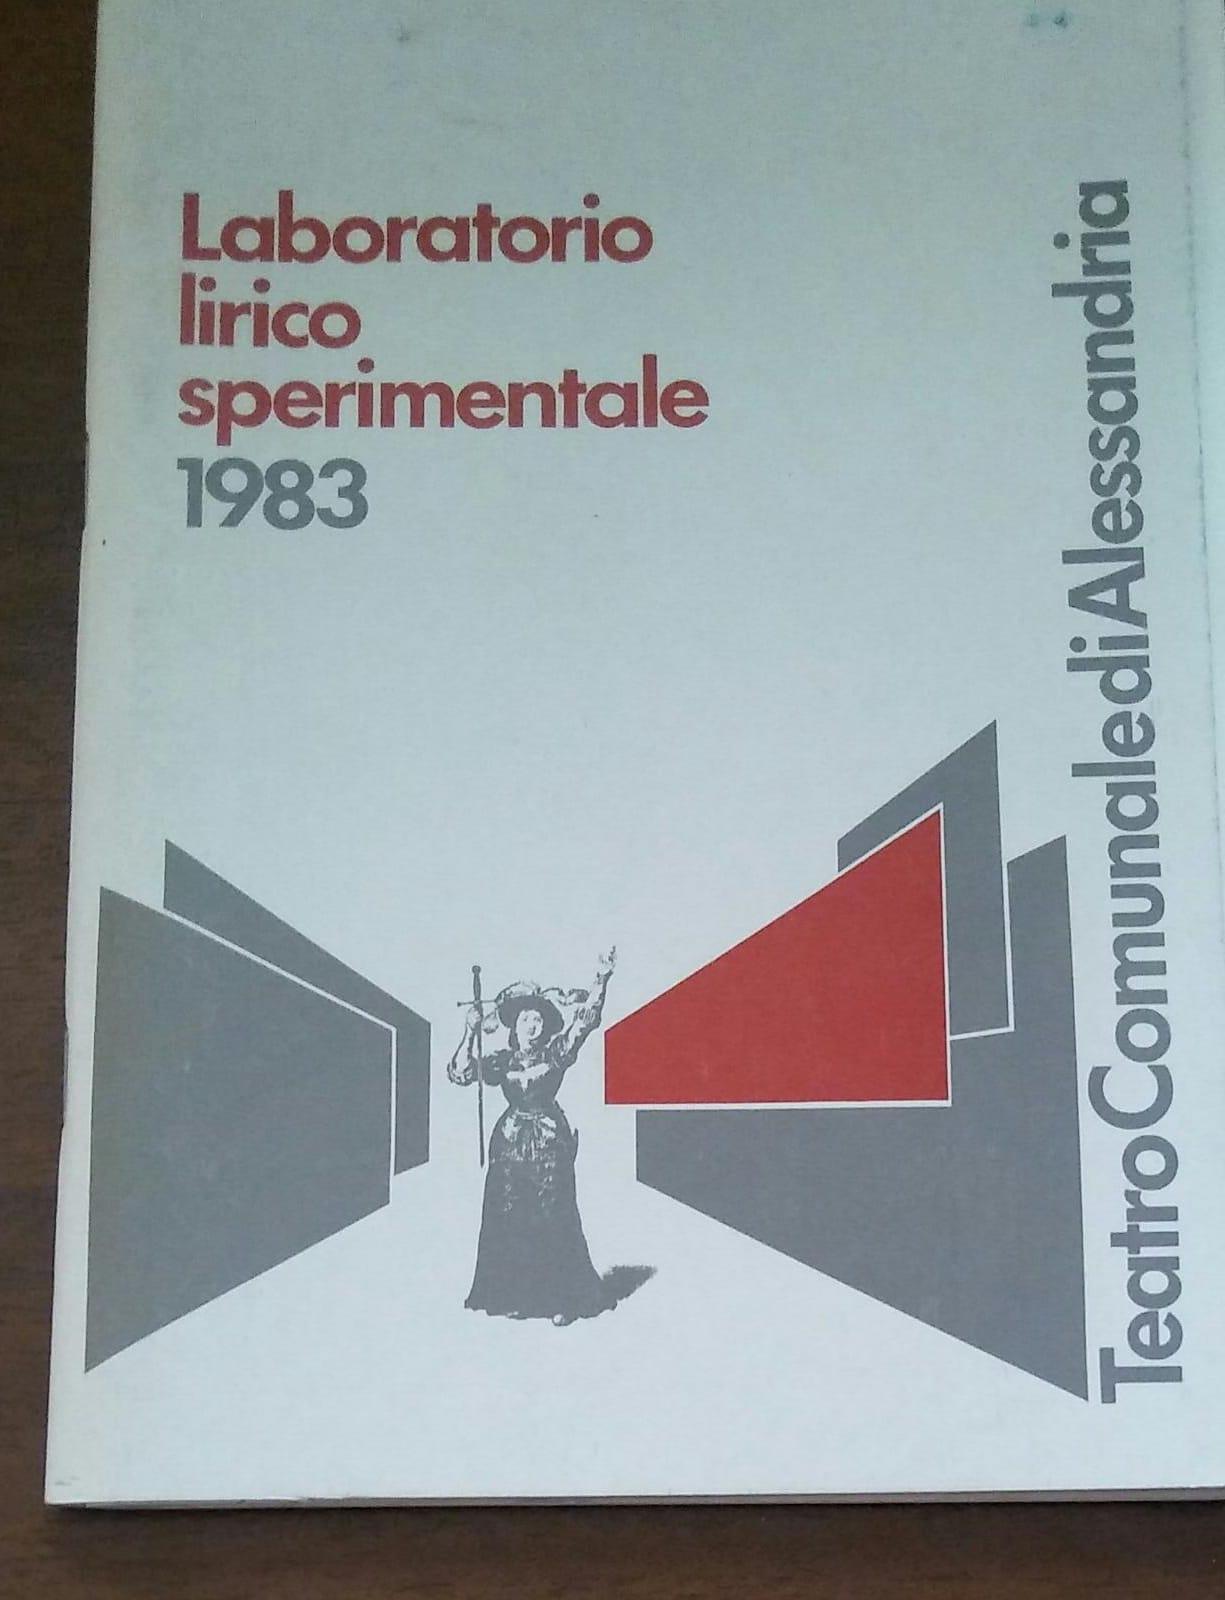 Laboratorio
lirico
sperimentale
1983
TeatroComunalediAlessandria